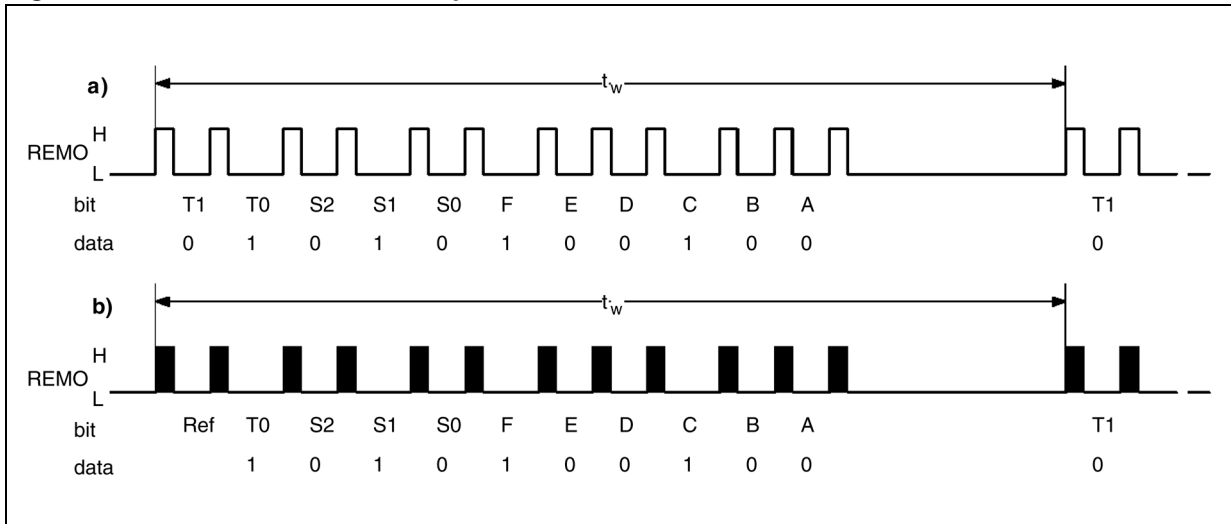 a)
tw
H
REMO
L
bit T1 T0 S2 S1 S0 F E D C B A T1
data 0 1 0 1 0 1 0 0 1 0 0 0
b)
tw
H
REMO
L
bit Ref T0 S2 S1 S0 F E D C B A T1
data 1 0 1 0 1 0 0 1 0 0 0